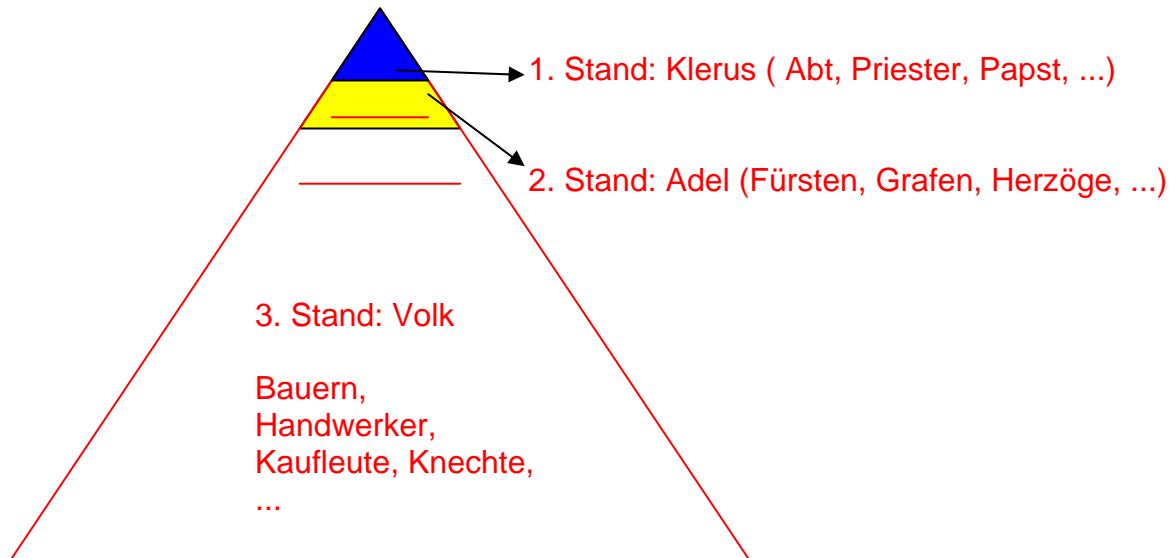 1. Stand: Klerus ( Abt, Priester, Papst, ...)
2. Stand: Adel (Fürsten, Grafen, Herzöge, ...)
3. Stand: Volk
Bauern,
Handwerker,
Kaufleute, Knechte,
...